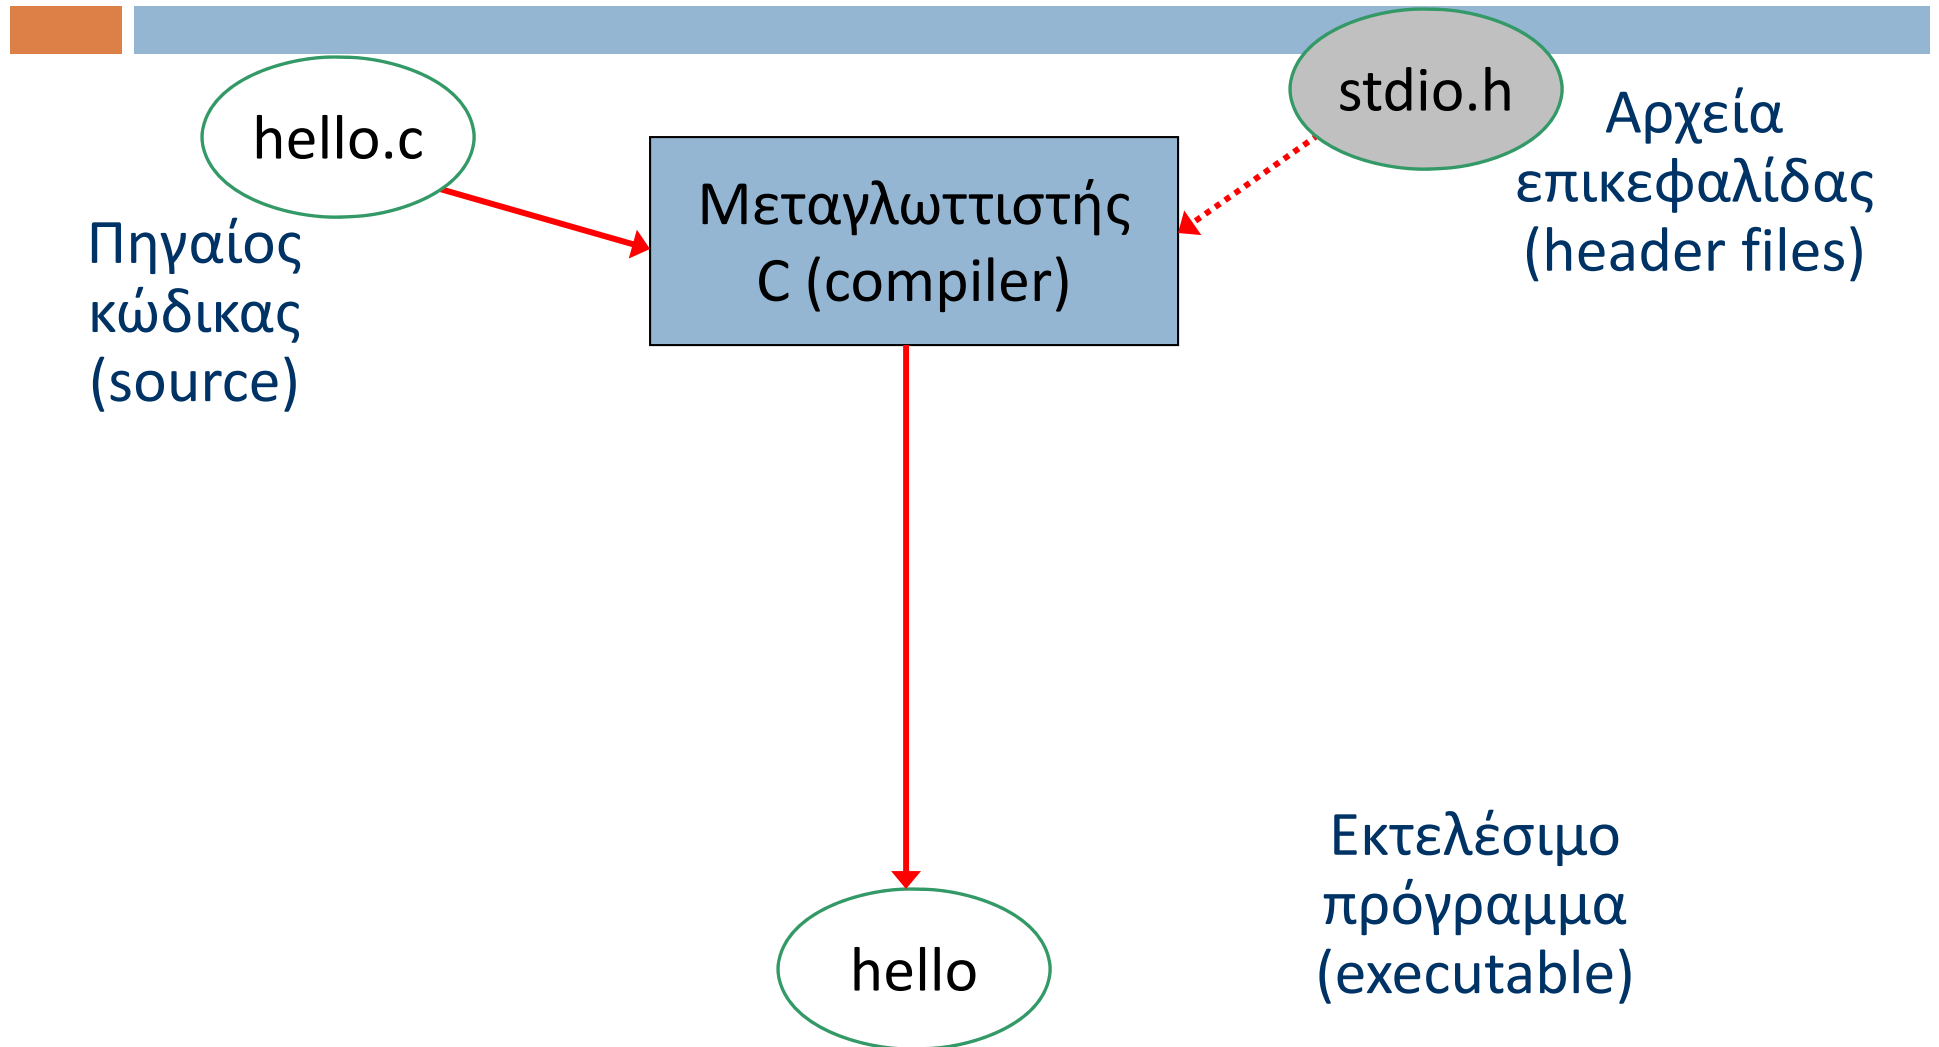 hello.c
Πηγαίος
κώδικας
(source)
Μεταγλωττιστής
C (compiler)
stdio.h
Αρχεία
επικεφαλίδας
(header files)
hello
Εκτελέσιμο
πρόγραμμα
(executable)